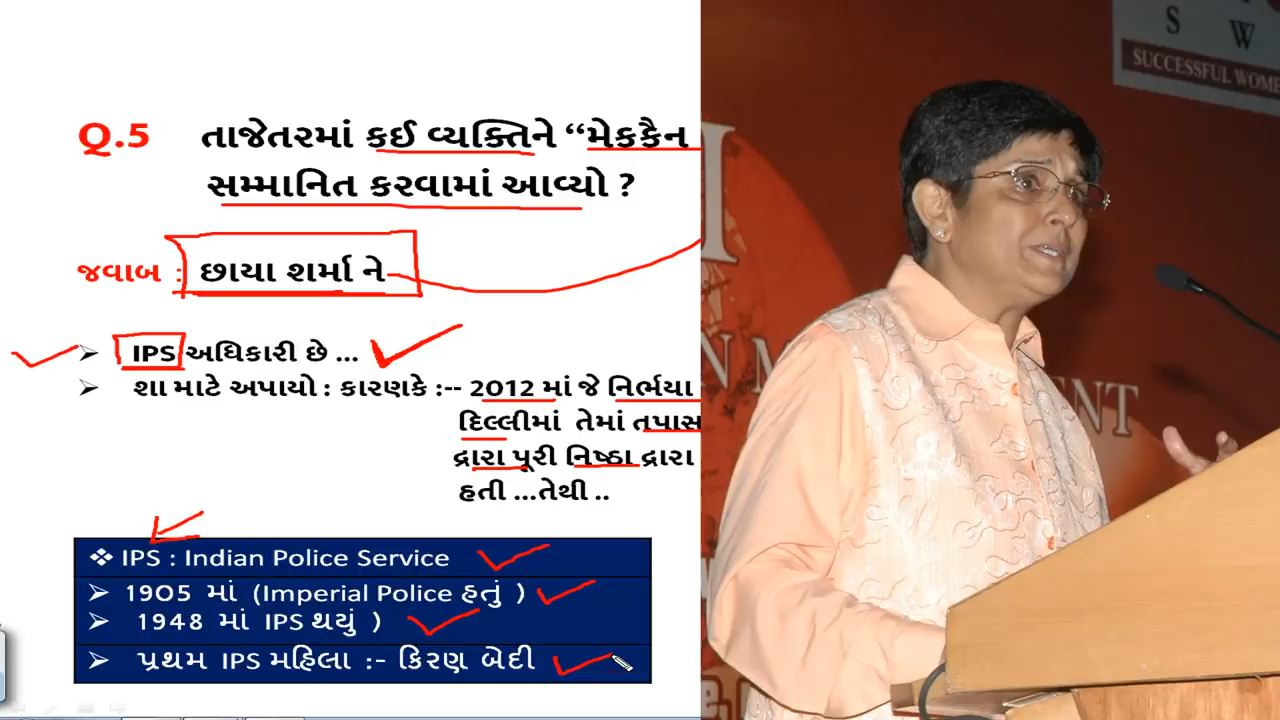 Q.5 તાજેતરમાં કઈ વ્યક્તિને “મેકકૈન
સમ્માનિત કરવામાં આવ્યો ?
જવાબ : છાયા શર્મા ને
➢ IPS અધિકારી છે ...
➢ શા માટે અપાયો : કારણકે :-- 2012 માં જે નિર્ભયા
દિલ્લીમાં તેમાં તપાસ
દ્રારા પૂરી નિષ્ઠા દ્રારા
હતી ...તેથી ..
❖ IPS : Indian Police Service
➢ 1905 માં (Imperial Police હતું )
➢ 1948 માં IPS થયું )
➢ પ્રથમ IPS મહિલા :- કિરણ બેદી
S W
SUCCESSFUL WOME